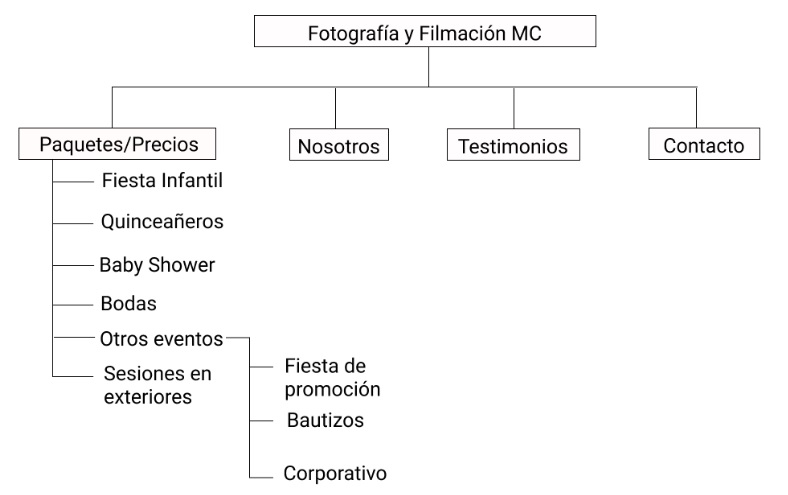 Fotografía y Filmación MC
Paquetes/Precios
Nosotros
Testimonios
Contacto
Fiesta Infantil
Quinceañeros
Baby Shower
Bodas
Otros eventos
Sesiones en
exteriores
Fiesta de
promoción
Bautizos
Corporativo